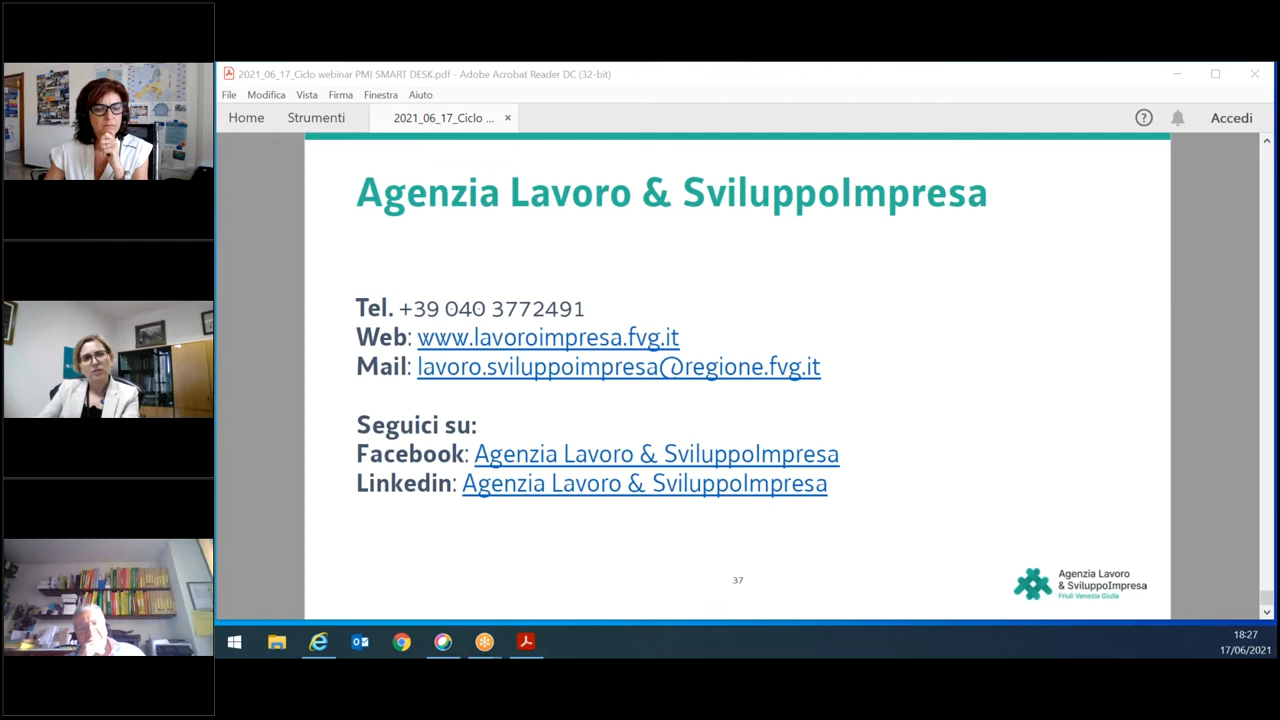 2021_06_17_Ciclo webinar PMI SMART DESK.pdf - Adobe Acrobat Reader DC (32-bit)
File Modifica Vista Firma Finestra Aiuto
Home Strumenti 2021_06_17_Ciclo ... × ? Accedi
Agenzia Lavoro & SviluppoImpresa
Tel. +39 040 3772491
Web: www.lavoroimpresa.fvg.it
Mail: lavoro.sviluppoimpresa@regione.fvg.it
Seguici su:
Facebook: Agenzia Lavoro & SviluppoImpresa
Linkedin: Agenzia Lavoro & SviluppoImpresa
37
Agenzia Lavoro
& SviluppoImpresa
Friuli Venezia Giulia
18:27
17/06/2021